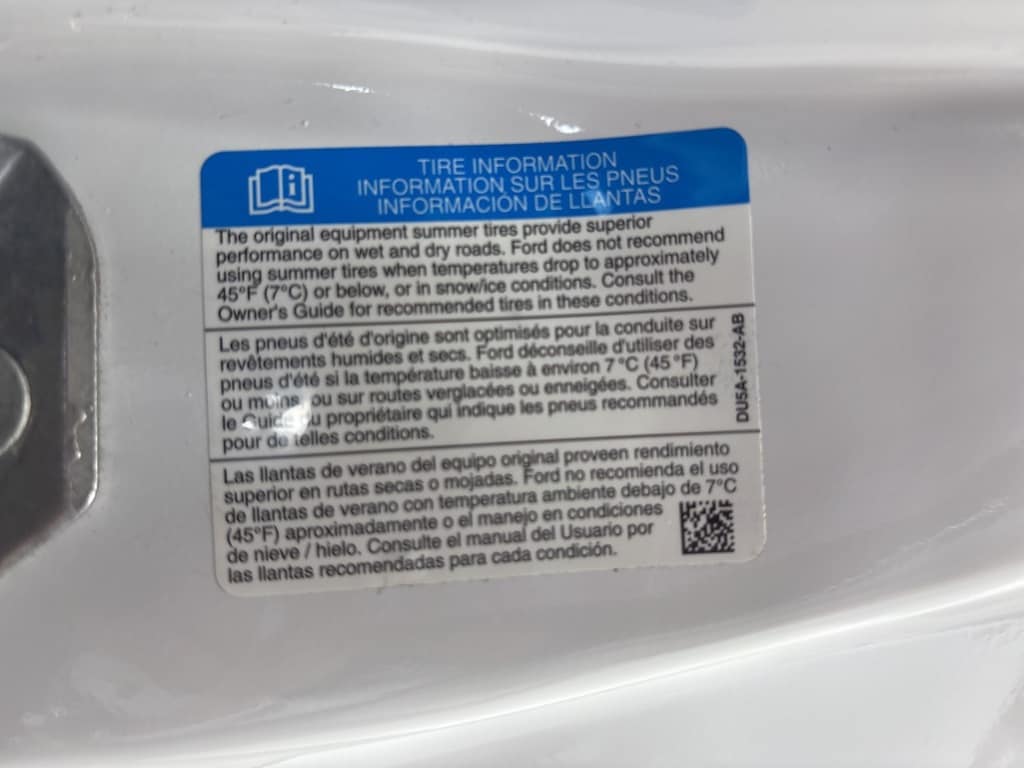 TIRE INFORMATION
INFORMATION SUR LES PNEUS
INFORMACION DE LLANTAS
The original equipment summer tires provide superior
performance on wet and dry roads. Ford does not recommend
using summer tires when temperatures drop to approximately
45°F (7°C) or below, or in snow/ice conditions. Consult the
Owner's Guide for recommended tires in these conditions.
Les pneus d'été d'origine sont optimisés pour la conduite sur
revêtements humides et secs. Ford déconseille d'utiliser des
pneus d'été si la température baisse à environ 7°C (45°F)
ou moins, ou sur routes verglacées ou enneigées. Consulter
le Guide du propriétaire qui indique les pneus recommandés
pour de telles conditions.
DU5A-1532-AB
Las llantas de verano del equipo original proveen rendimiento
superior en rutas secas o mojadas. Ford no recomienda el uso
de llantas de verano con temperatura ambiente debajo de 7°C
(45°F) aproximadamente o el manejo en condiciones
de nieve / hielo. Consulte el manual del Usuario por
las llantas recomendadas para cada condición.